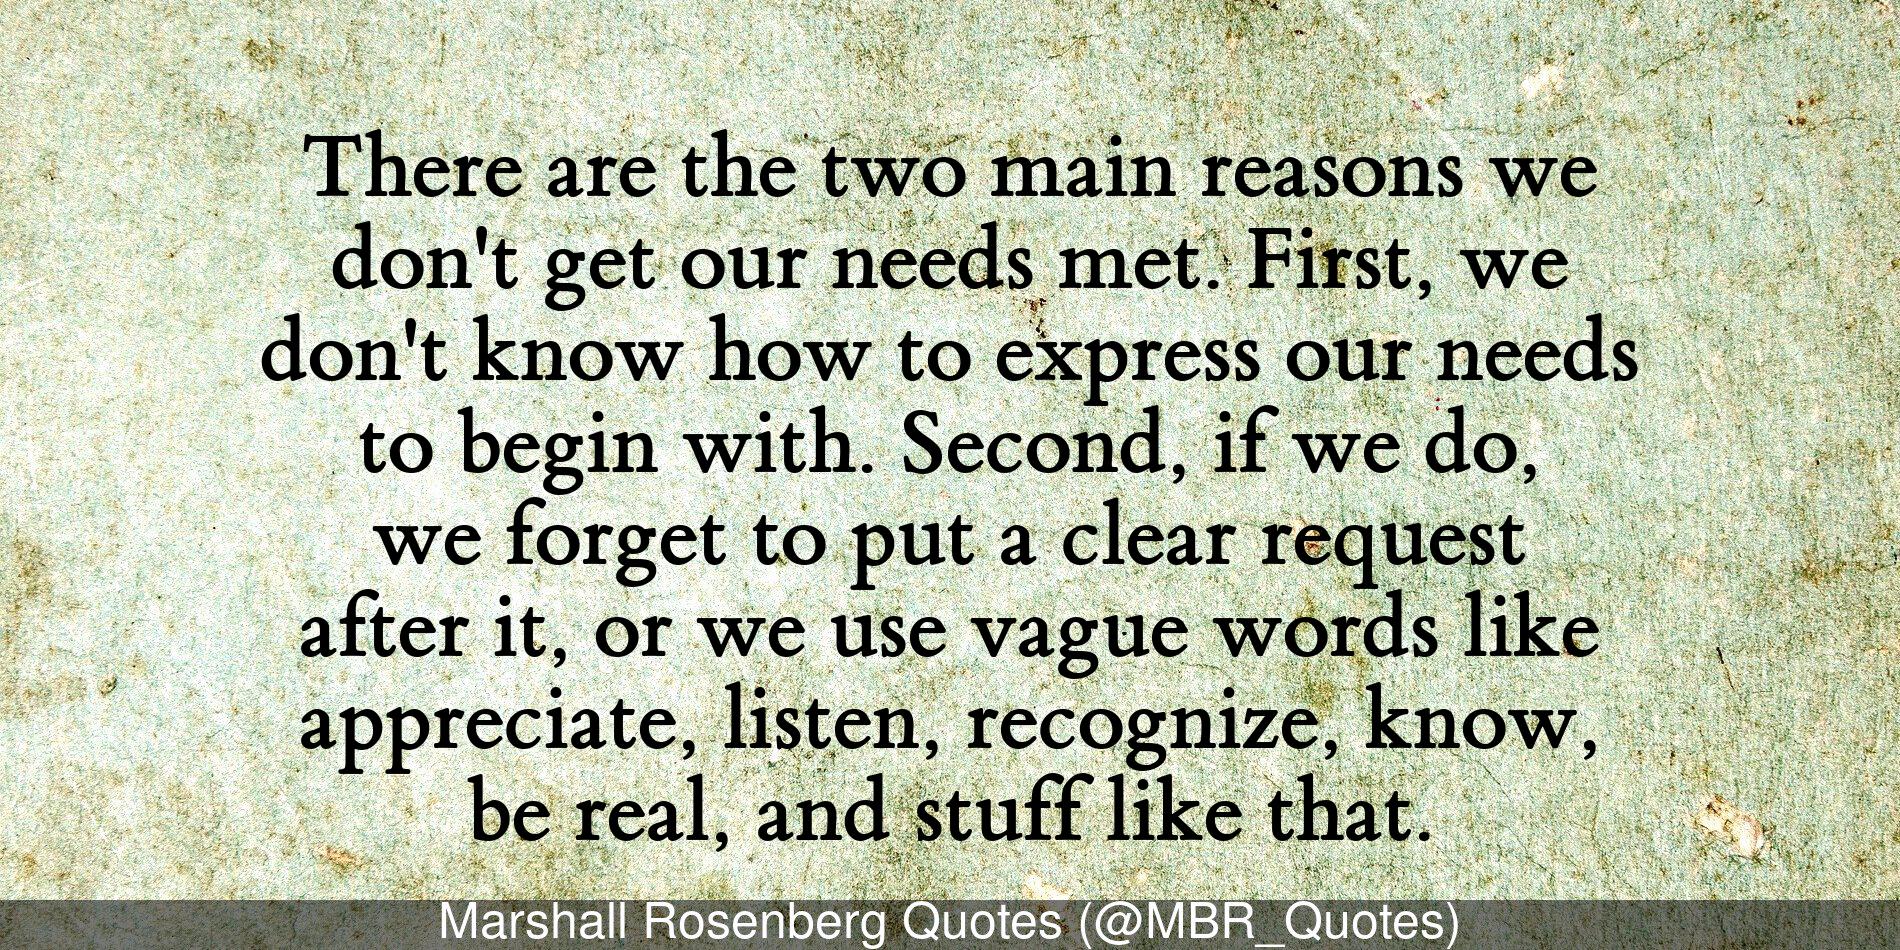 There are the two main reasons we
don't get our needs met. First, we
don't know how to express our needs
to begin with. Second, if we do,
we forget to put a clear request
after it, or we use vague words like
appreciate, listen, recognize, know,
be real, and stuff like that.
Marshall Rosenberg Quotes (@MBR_Quotes)